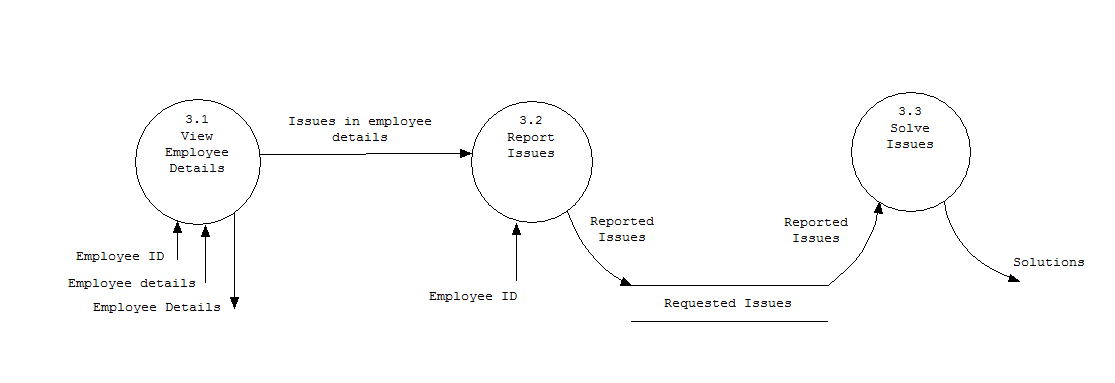 3.1
View
Employee
Details
Issues in employee
details
3.2
Report
Issues
3.3
Solve
Issues
Employee ID
Employee details
Employee Details
Employee ID
Reported
Issues
Requested Issues
Reported
Issues
Solutions